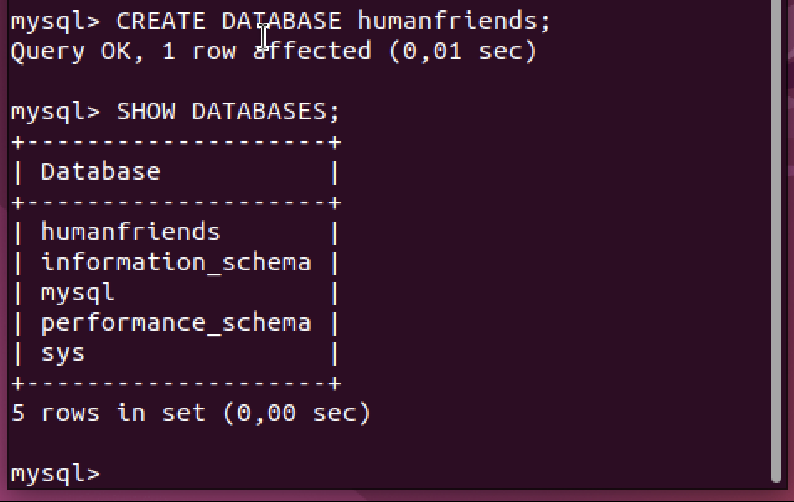 mysql> CREATE DATABASE humanfriends;
Query OK, 1 row affected (0,01 sec)

mysql> SHOW DATABASES;
+--------------------+
| Database           |
+--------------------+
| humanfriends       |
| information_schema |
| mysql              |
| performance_schema |
| sys                |
+--------------------+
5 rows in set (0,00 sec)

mysql>